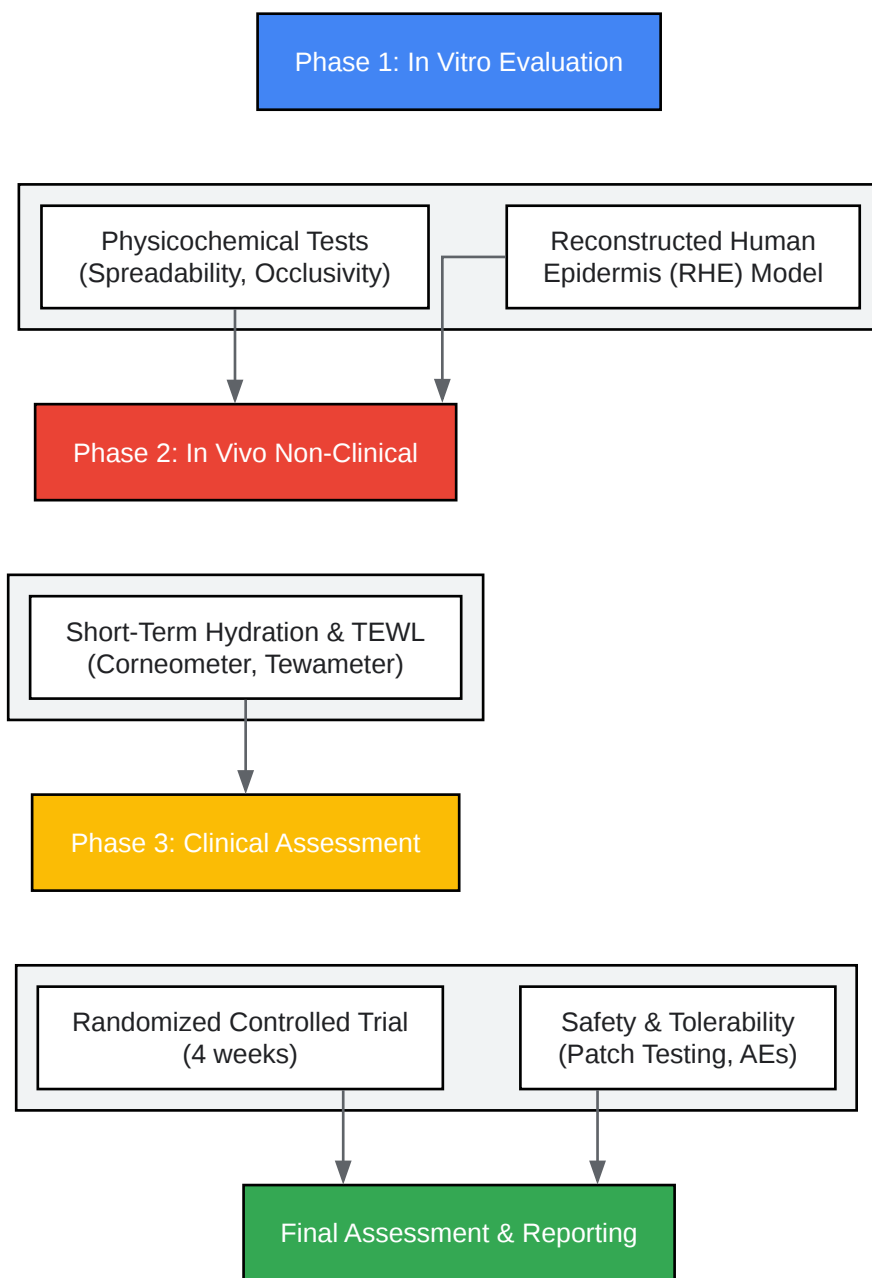 Phase 1: In Vitro Evaluation
Physicochemical Tests
(Spreadability, Occlusivity)
Reconstructed Human
Epidermis (RHE) Model
Phase 2: In Vivo Non-Clinical
Short-Term Hydration & TEWL
(Corneometer, Tewameter)
Phase 3: Clinical Assessment
Randomized Controlled Trial
(4 weeks)
Safety & Tolerability
(Patch Testing, AEs)
Final Assessment & Reporting